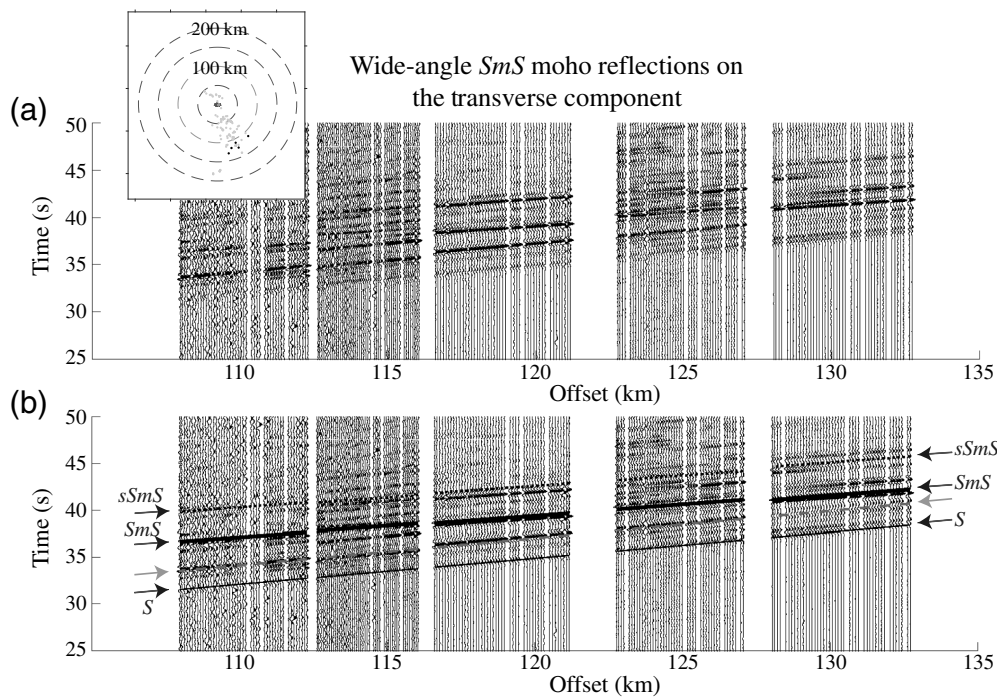 200 km
100 km
Wide-angle SmS moho reflections on
the transverse component
(a)
50
45
40
35
30
25
Time (s)
110
115
120
125
130
135
Offset (km)
(b)
50
45
40
35
30
25
Time (s)
sSmS
SmS
S
sSmS
SmS
S
110
115
120
125
130
135
Offset (km)